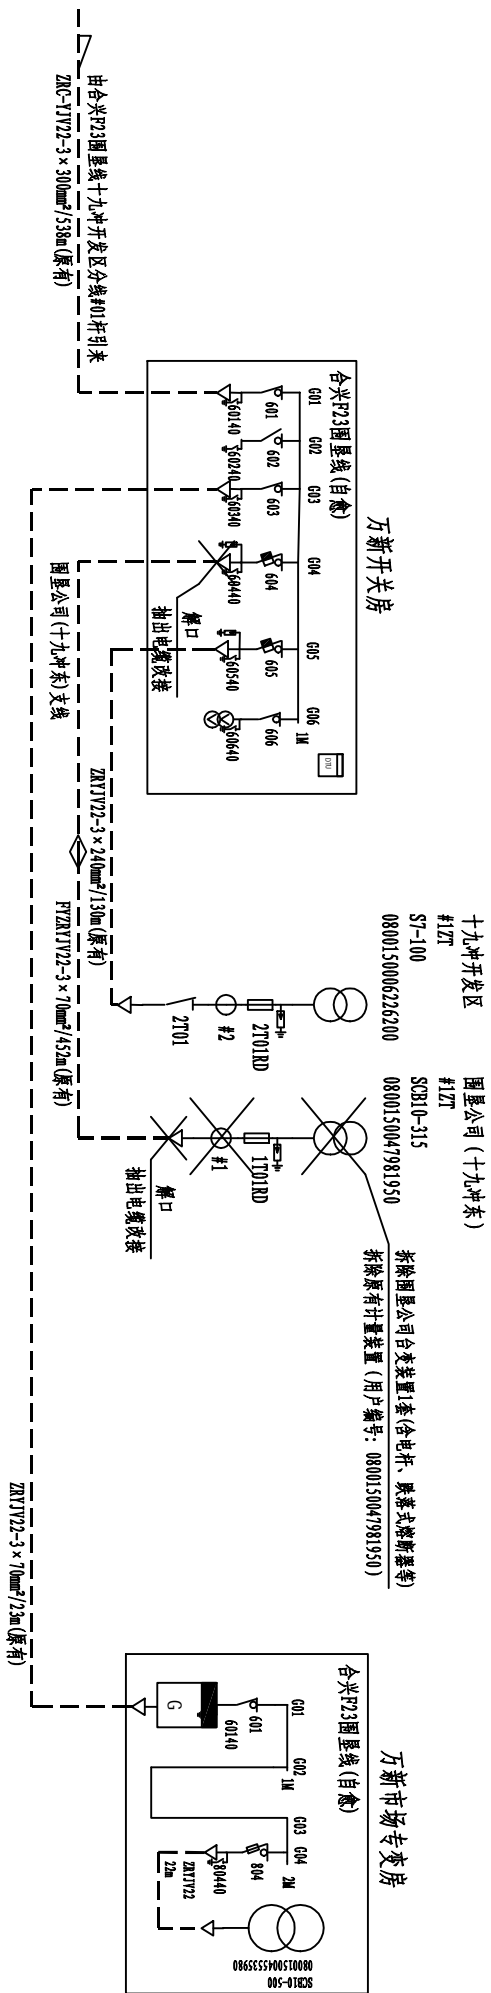 由合兴F23围垦线十九冲开发区分线#01杆引来
ZRC-YJV22-3×300mm²/538m(原有)
万新开关房
合兴F23围垦线(自愈)
G01
G02
G03
G04
G05
G06
1M
DTU
601
602
603
604
605
606
60140
60240
60340
60440
60540
60640
解口
抽出电缆改接
围垦公司(十九冲东)支线
ZRYJV22-3×240mm²/130m(原有)
FYZRYJV22-3×70mm²/452m(原有)
十九冲开发区
#1ZT
S7-100
0800150006226200
2T01RD
#2
2T01
围垦公司（十九冲东）
#1ZT
SCB10-315
0800150047981950
1T01RD
#1
解口
抽出电缆改接
拆除围垦公司台变装置1套(含电杆、跌落式熔断器等)
拆除原有计量装置（用户编号：0800150047981950）
ZRYJV22-3×70mm²/23m(原有)
万新市场专变房
合兴F23围垦线(自愈)
G01
G02
1M
G03
G04
2M
601
60140
G
804
80440
ZRYJV22
22m
0800150045535980
SCB10-500